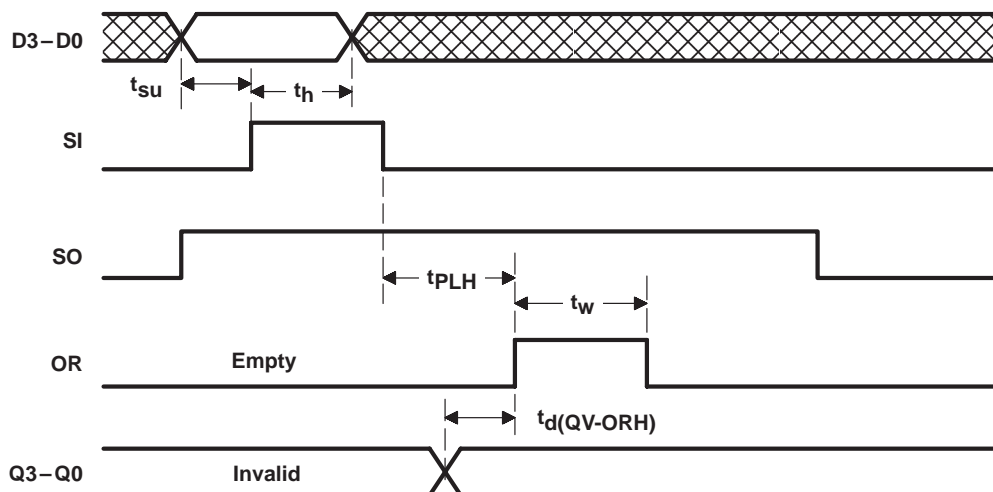 D3–D0
tsu
th
SI
SO
tPLH
tw
OR
Empty
td(QV-ORH)
Q3–Q0
Invalid